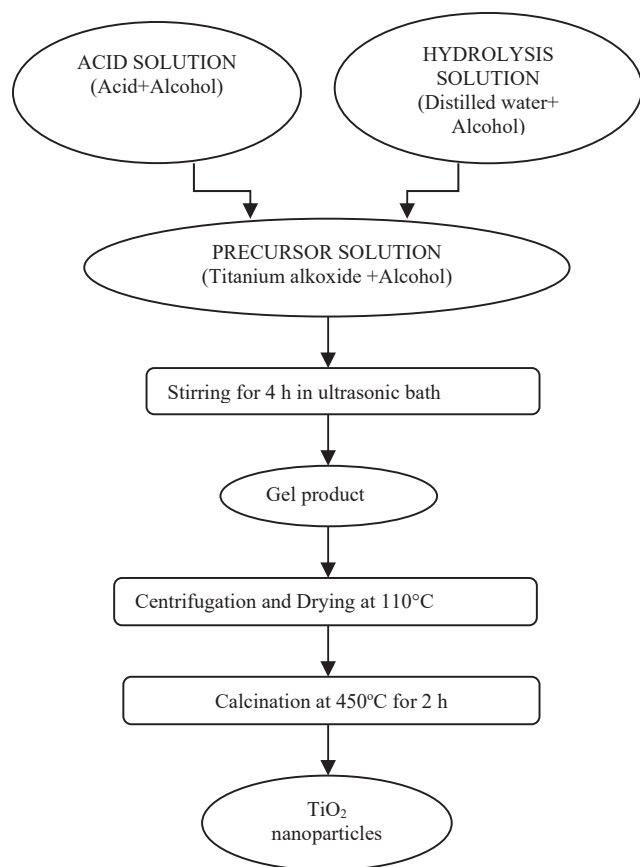 ACID SOLUTION
(Acid+Alcohol)
HYDROLYSIS
SOLUTION
(Distilled water+
Alcohol)
PRECURSOR SOLUTION
(Titanium alkoxide +Alcohol)
Stirring for 4 h in ultrasonic bath
Gel product
Centrifugation and Drying at 110°C
Calcination at 450ºC for 2 h
TiO₂
nanoparticles